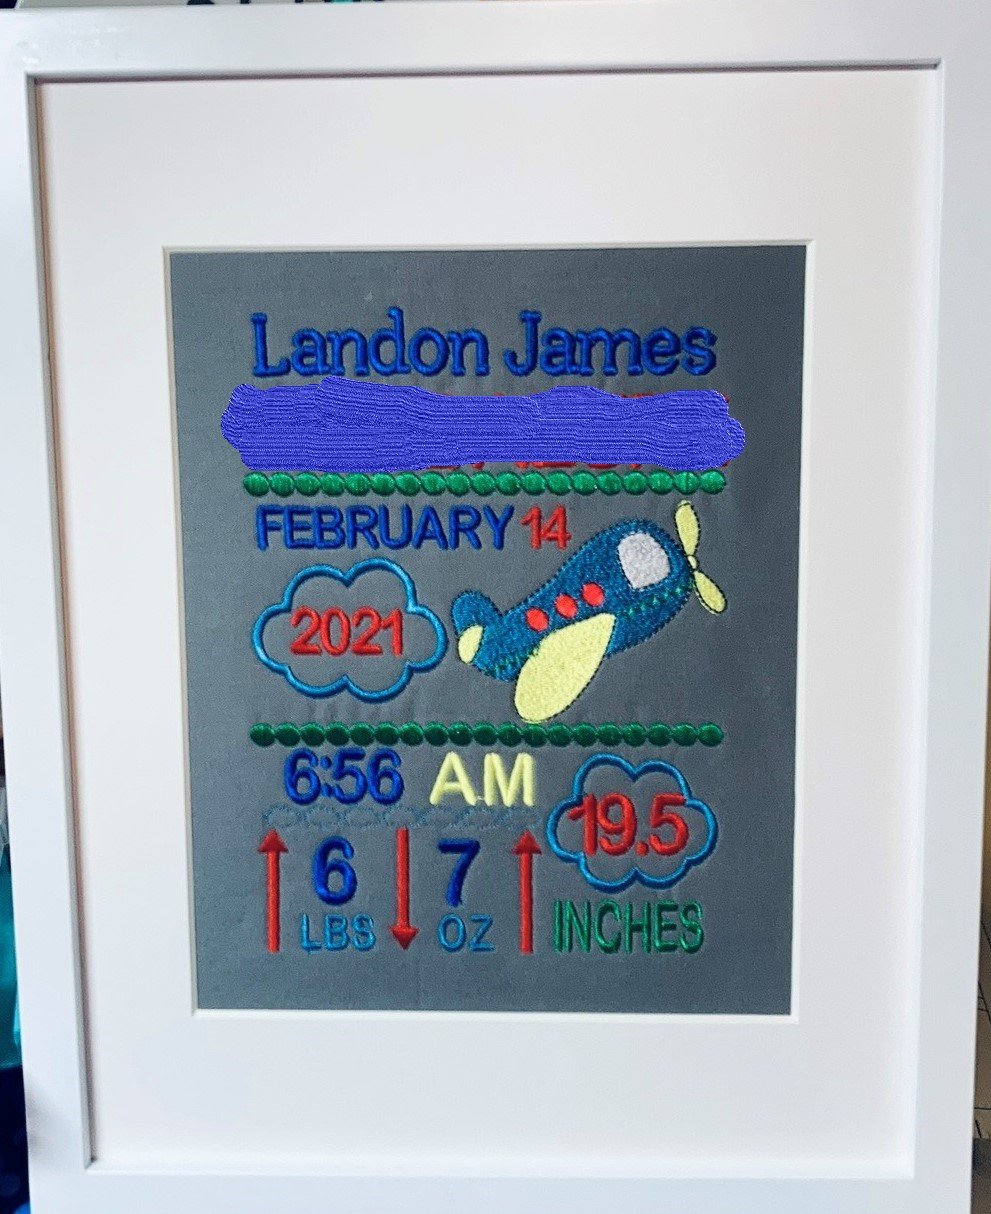 Landon James
FEBRUARY 14
2021
6:56 AM
19.5
6 7
LBS OZ INCHES